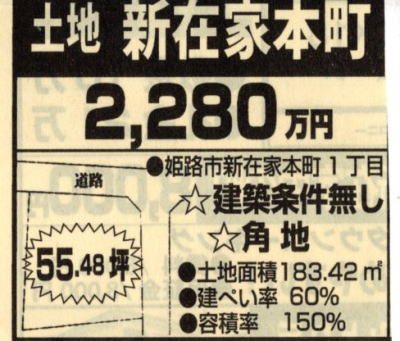 土地 新在家本町
2,280万円
●姫路市新在家本町1丁目
道路
☆建築条件無し
☆角地
55.48坪
●土地面積183.42㎡
●建ぺい率 60%
●容積率 150%